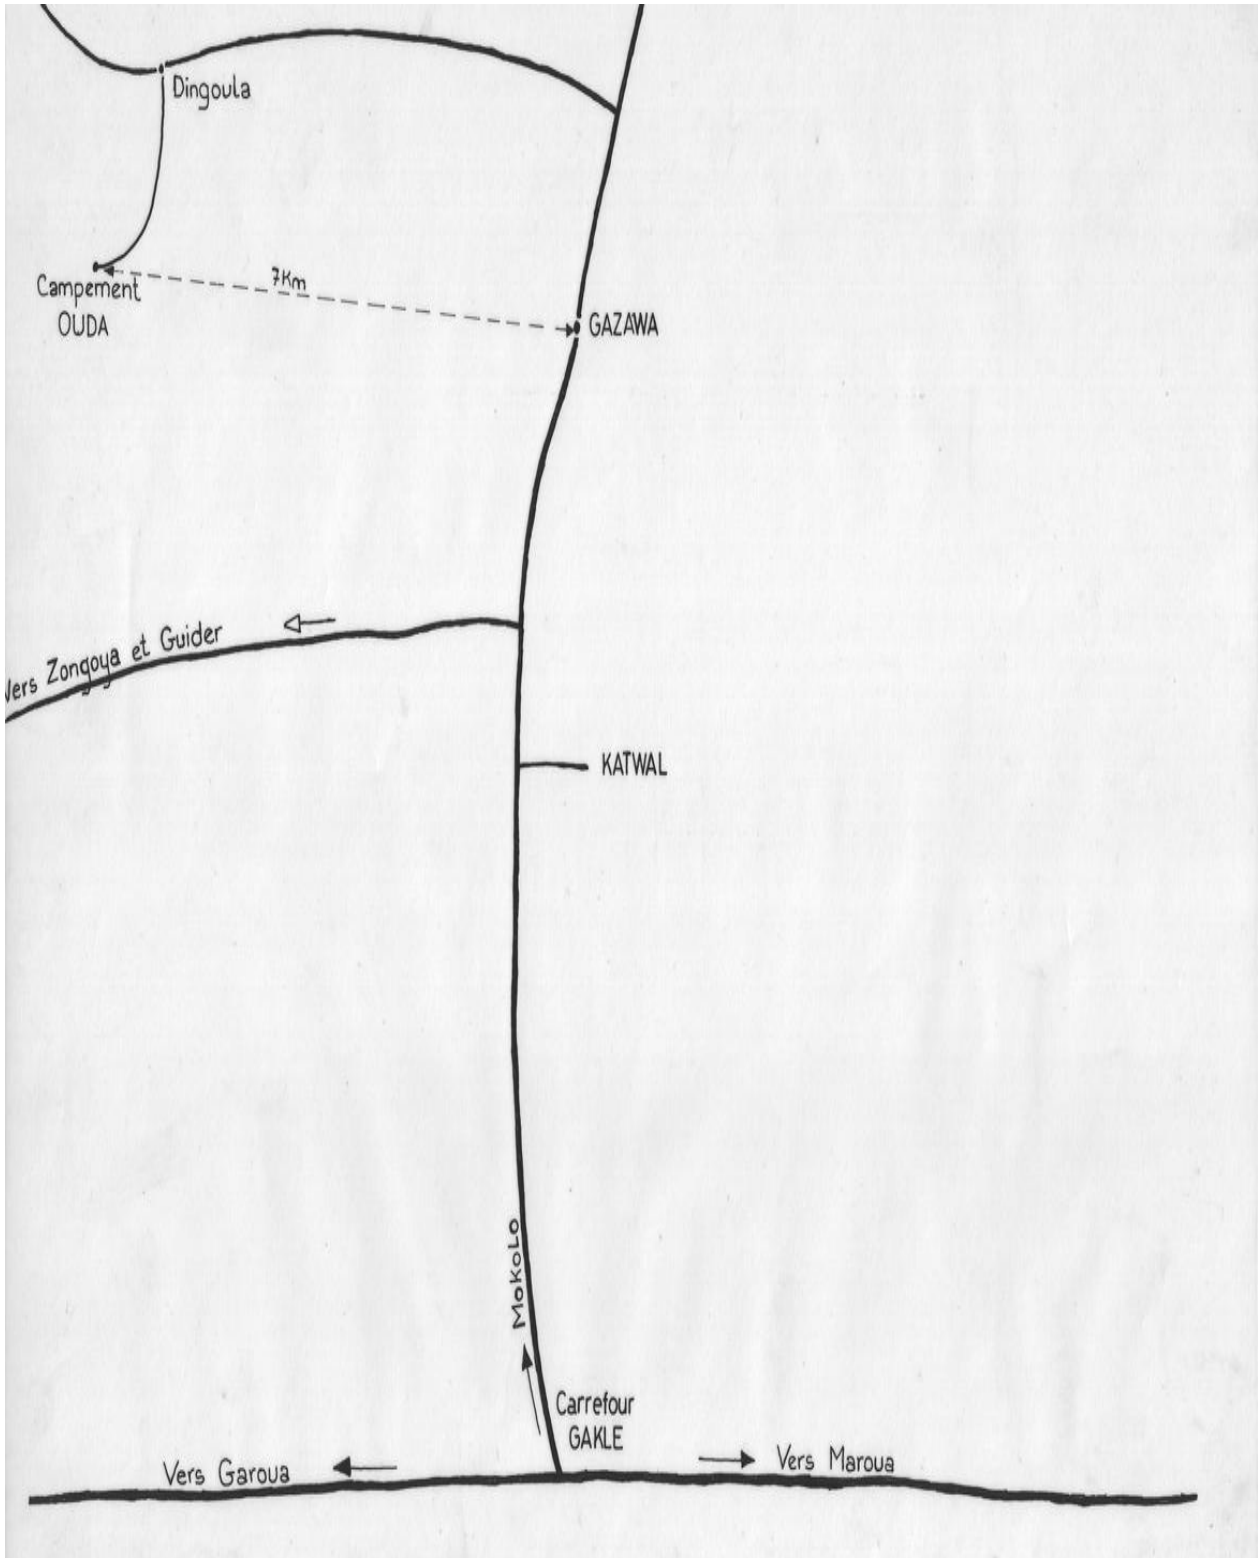 Dingoula
7Km
Campement
OUDA
GAZAWA
Vers Zongoya et Guider
KATWAL
MOKOLO
Carrefour
GAKLE
Vers Garoua
Vers Maroua